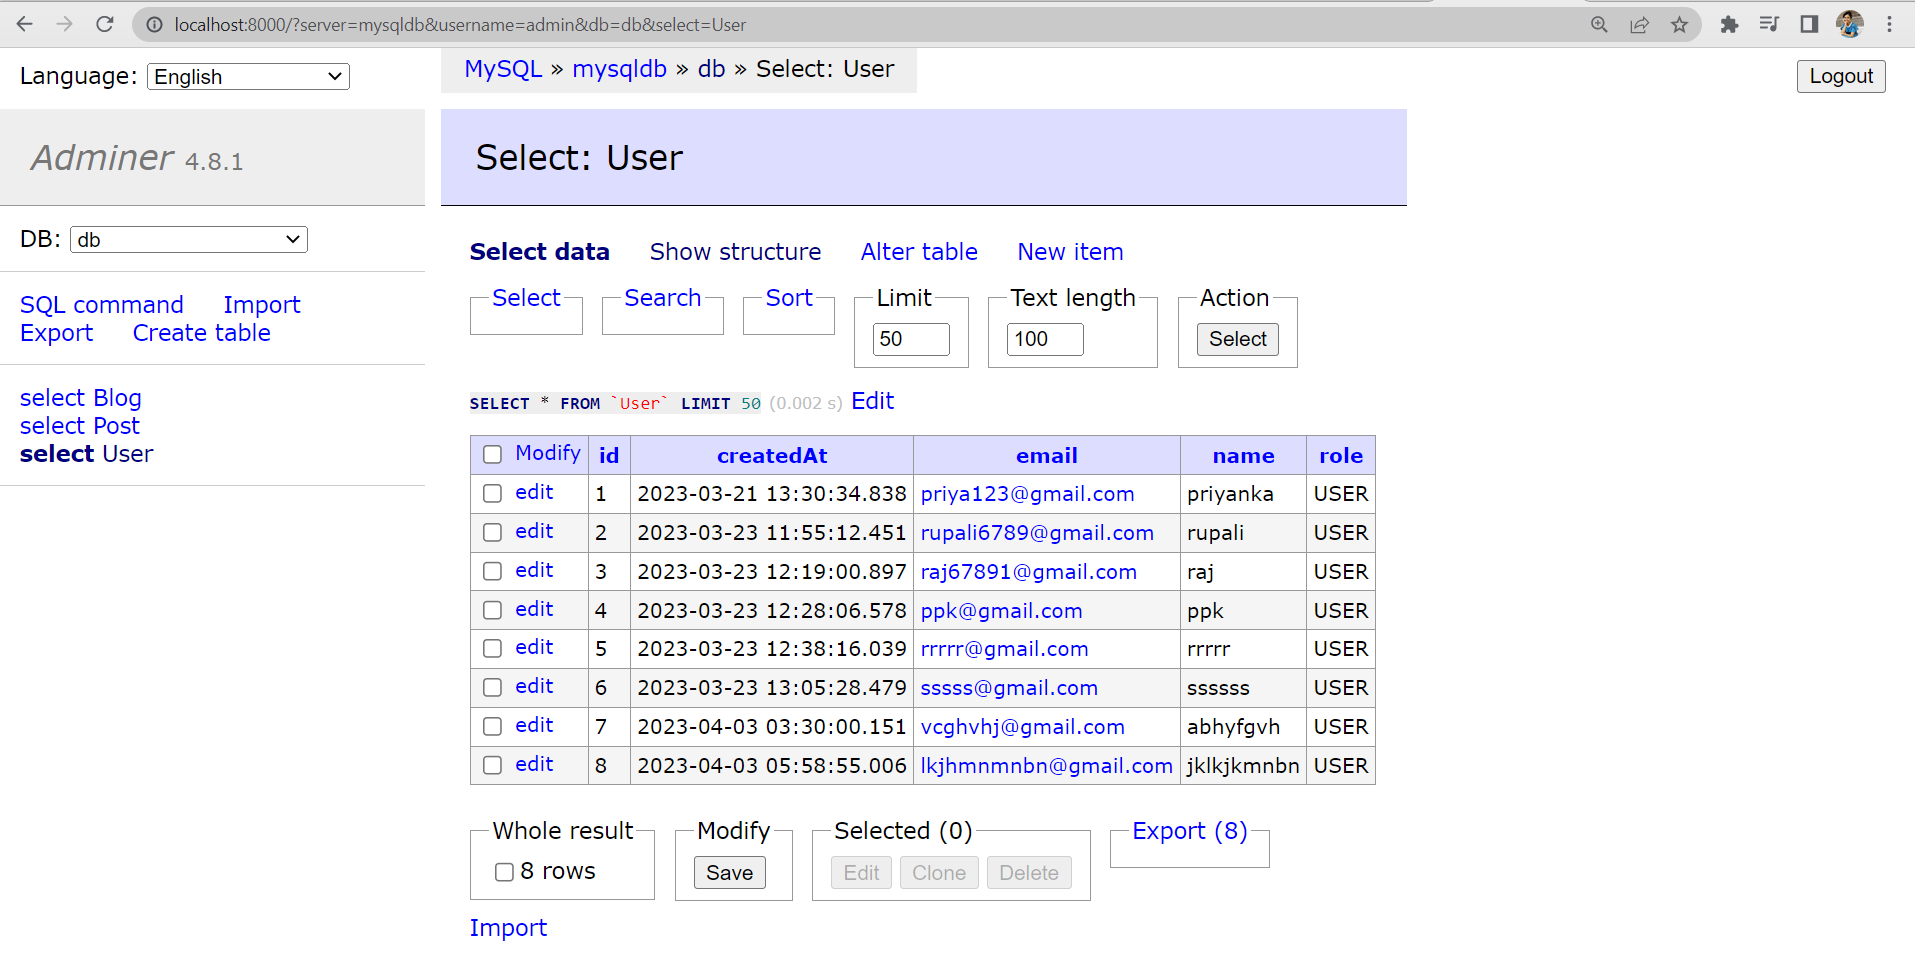 localhost:8000/?server=mysqldb&username=admin&db=db&select=User
Language: English
MySQL » mysqldb » db » Select: User
Logout
Adminer 4.8.1
Select: User
DB: db
Select data Show structure Alter table New item
SQL command Import
Export Create table
Select Search Sort Limit Text length Action
50 100 Select
select Blog
select Post
select User
SELECT * FROM `User` LIMIT 50 (0.002 s) Edit
Modify id createdAt email name role
edit 1 2023-03-21 13:30:34.838 priya123@gmail.com priyanka USER
edit 2 2023-03-23 11:55:12.451 rupali6789@gmail.com rupali USER
edit 3 2023-03-23 12:19:00.897 raj67891@gmail.com raj USER
edit 4 2023-03-23 12:28:06.578 ppk@gmail.com ppk USER
edit 5 2023-03-23 12:38:16.039 rrrrr@gmail.com rrrrr USER
edit 6 2023-03-23 13:05:28.479 sssss@gmail.com ssssss USER
edit 7 2023-04-03 03:30:00.151 vcghvhj@gmail.com abhyfgvh USER
edit 8 2023-04-03 05:58:55.006 lkjhmnmnbn@gmail.com jklkjkmnbn USER
Whole result Modify Selected (0) Export (8)
8 rows Save Edit Clone Delete
Import